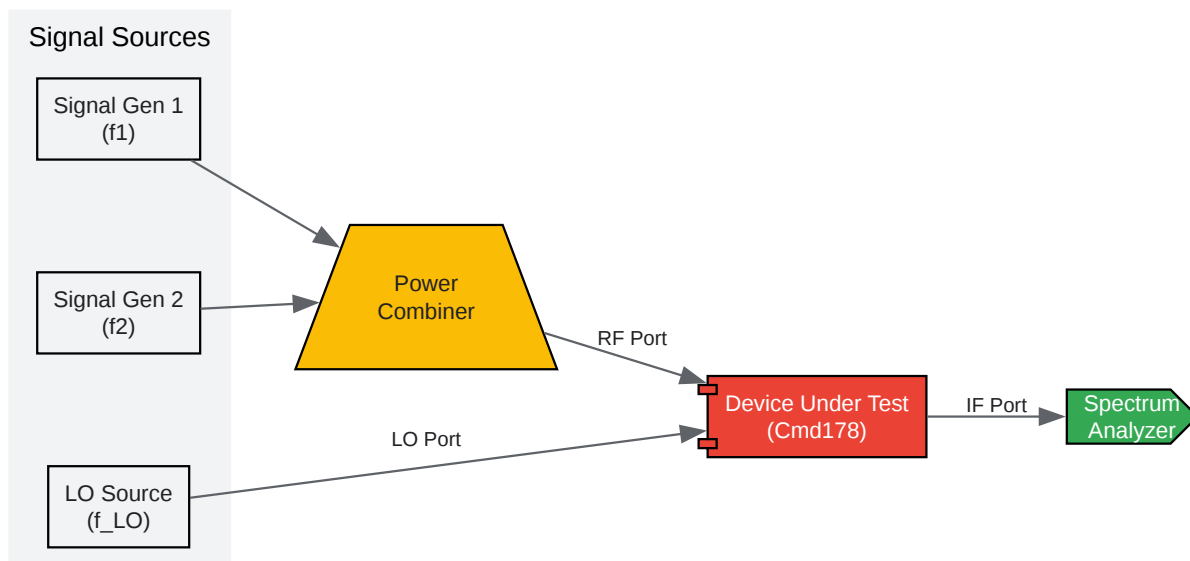 Signal Sources
Signal Gen 1
(f1)
Signal Gen 2
(f2)
Power
Combiner
RF Port
LO Port
LO Source
(f_LO)
Device Under Test
(Cmd178)
IF Port
Spectrum
Analyzer